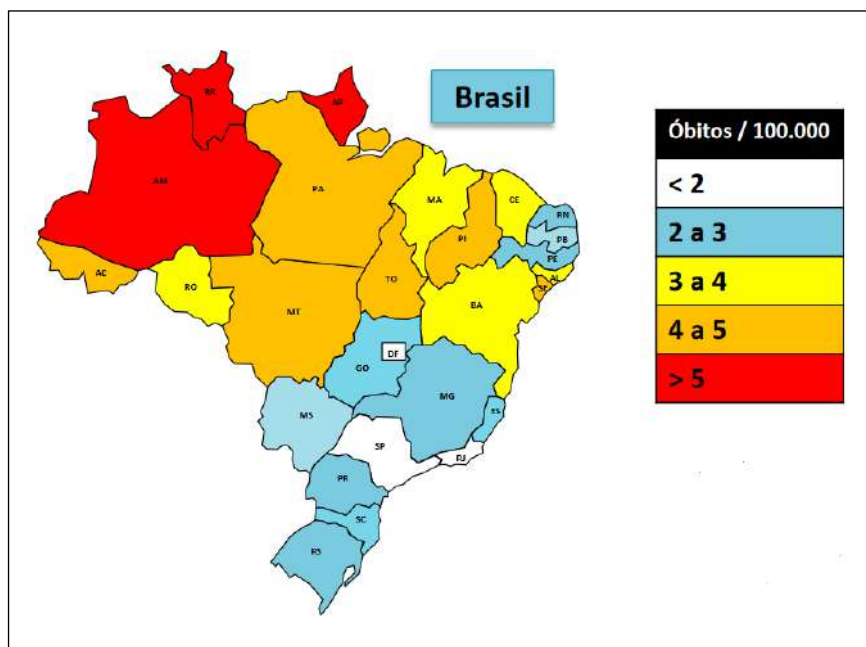 Brasil
Óbitos / 100.000
< 2
2 a 3
3 a 4
4 a 5
> 5
RR
AP
AM
PA
MA
CE
RN
PB
PE
PI
AL
SE
AC
RO
TO
BA
MT
DF
GO
MG
ES
MS
SP
RJ
PR
SC
RS